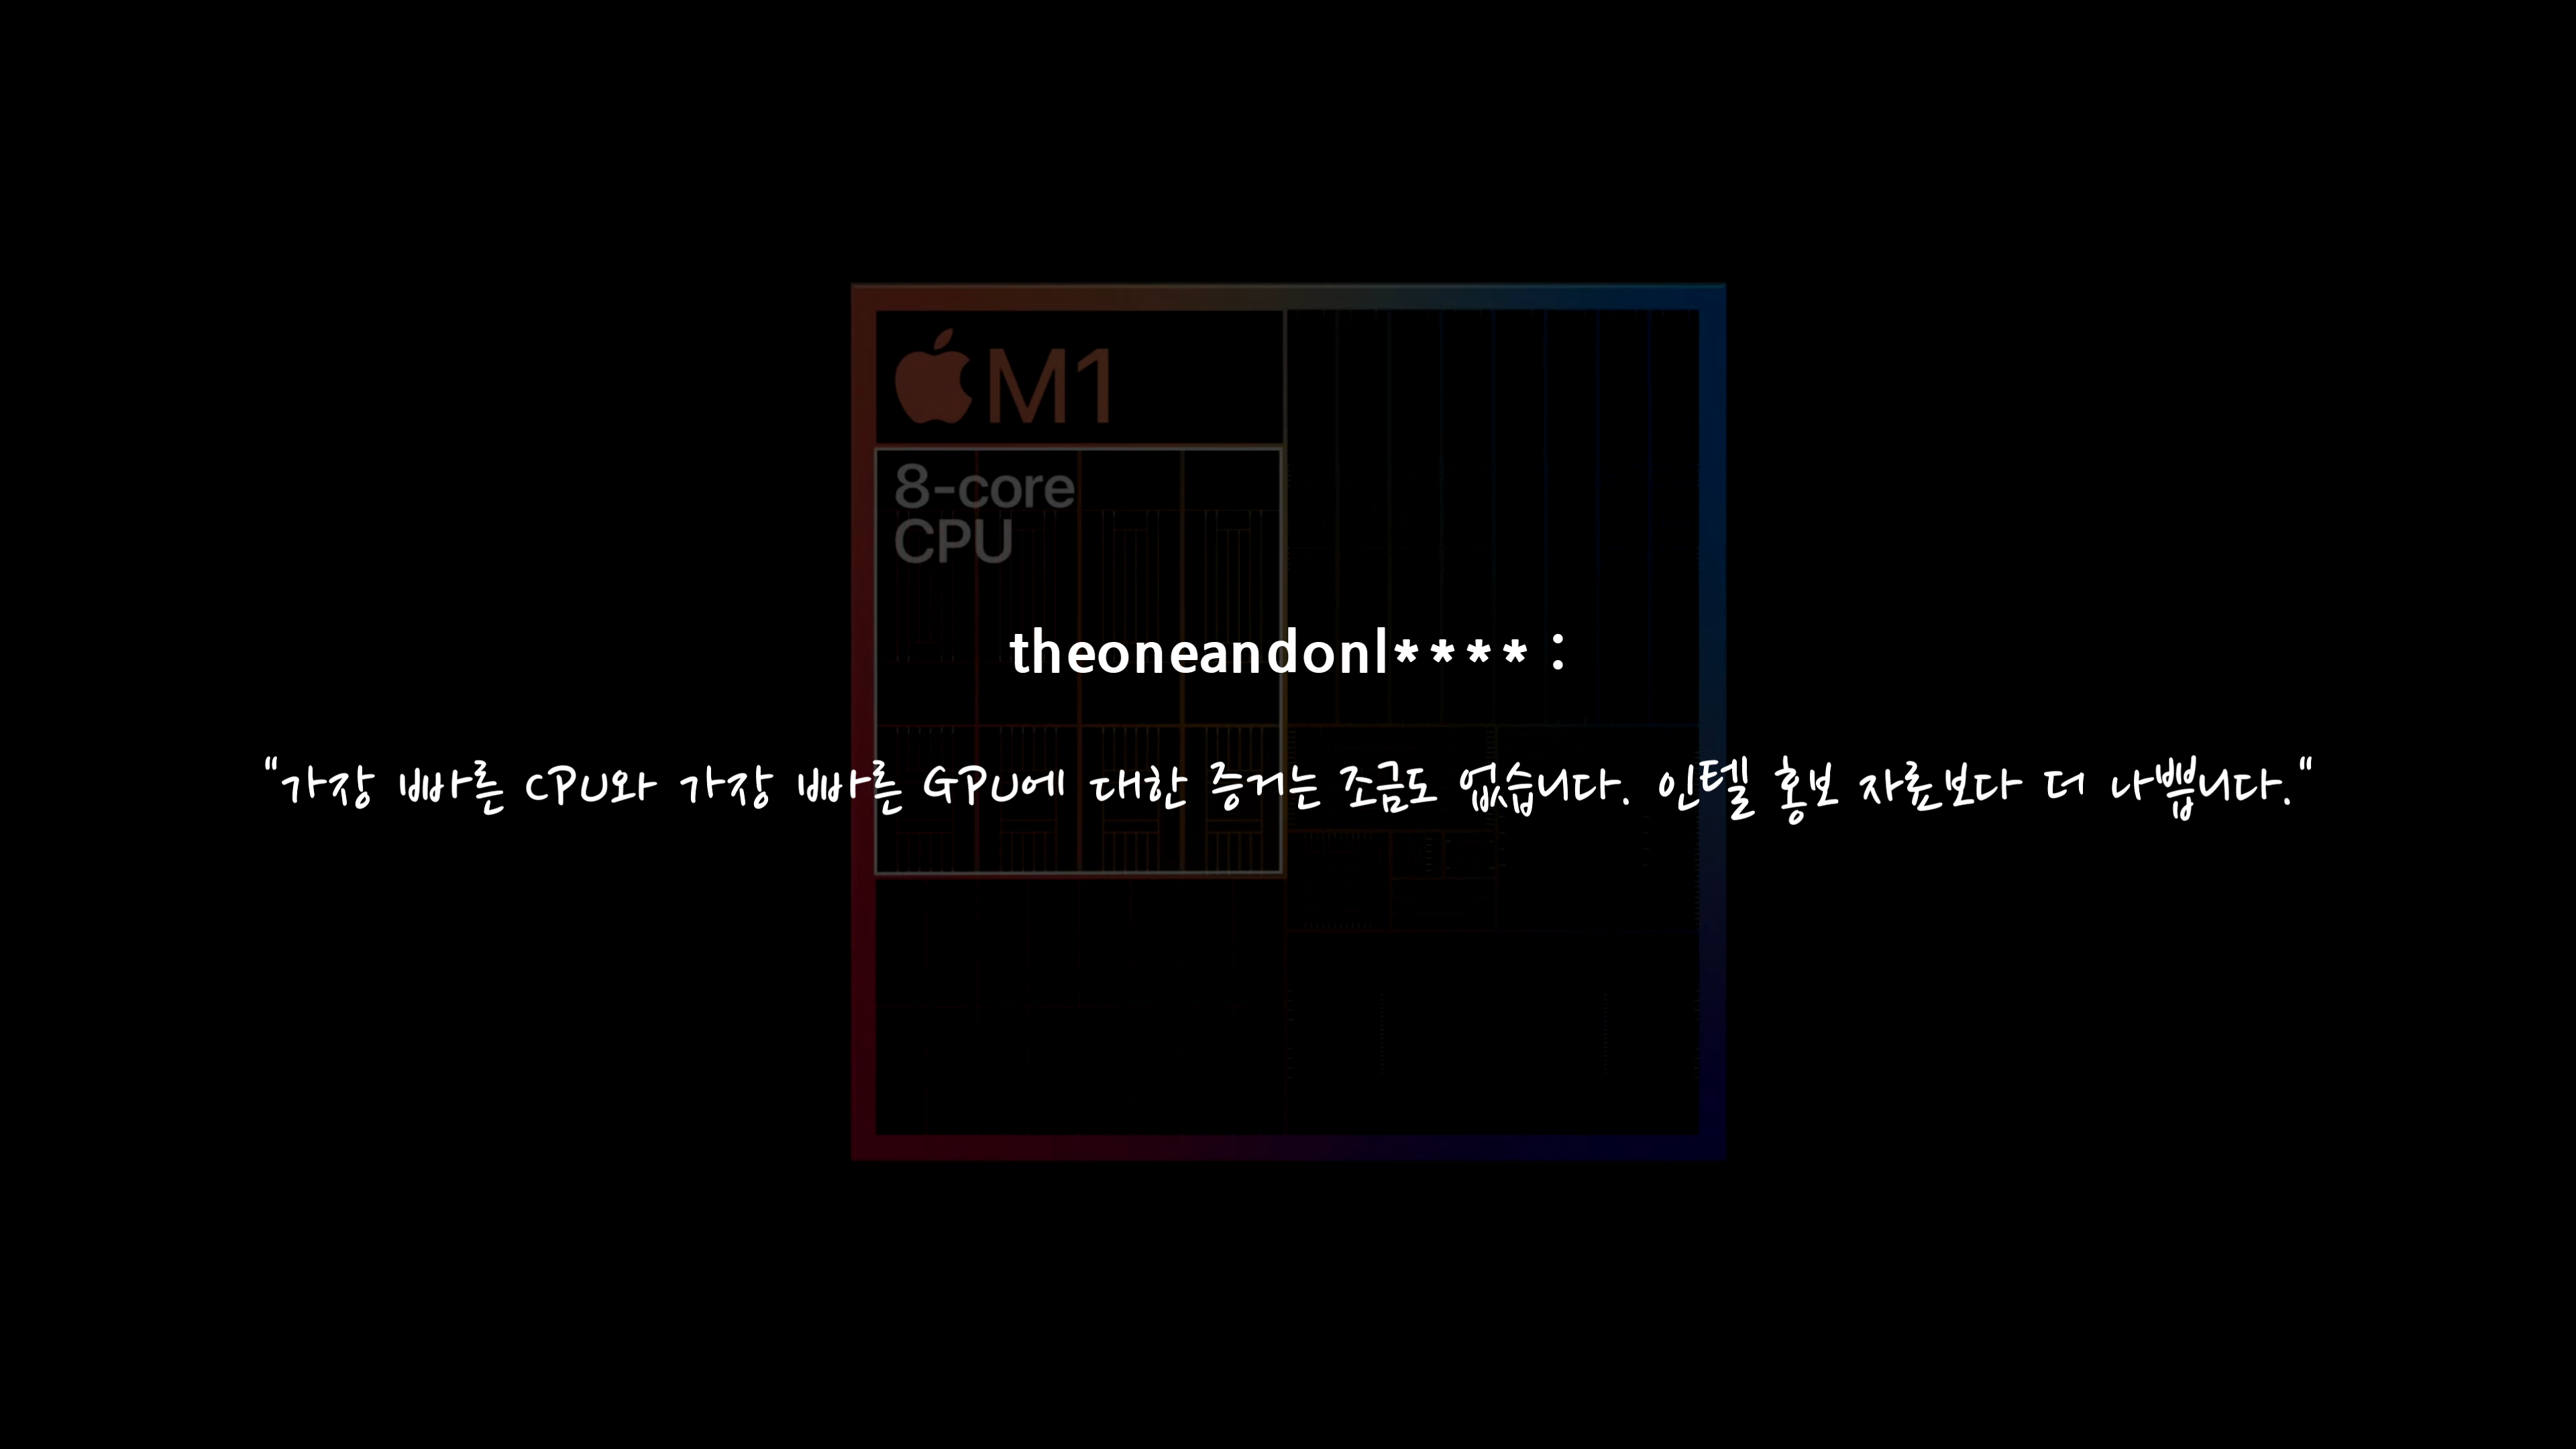 M1
8-core
CPU
theoneandonl**** :
"가장 빠른 CPU와 가장 빠른 GPU에 대한 증거는 조금도 없습니다. 인텔 홍보 자료보다 더 나쁩니다."